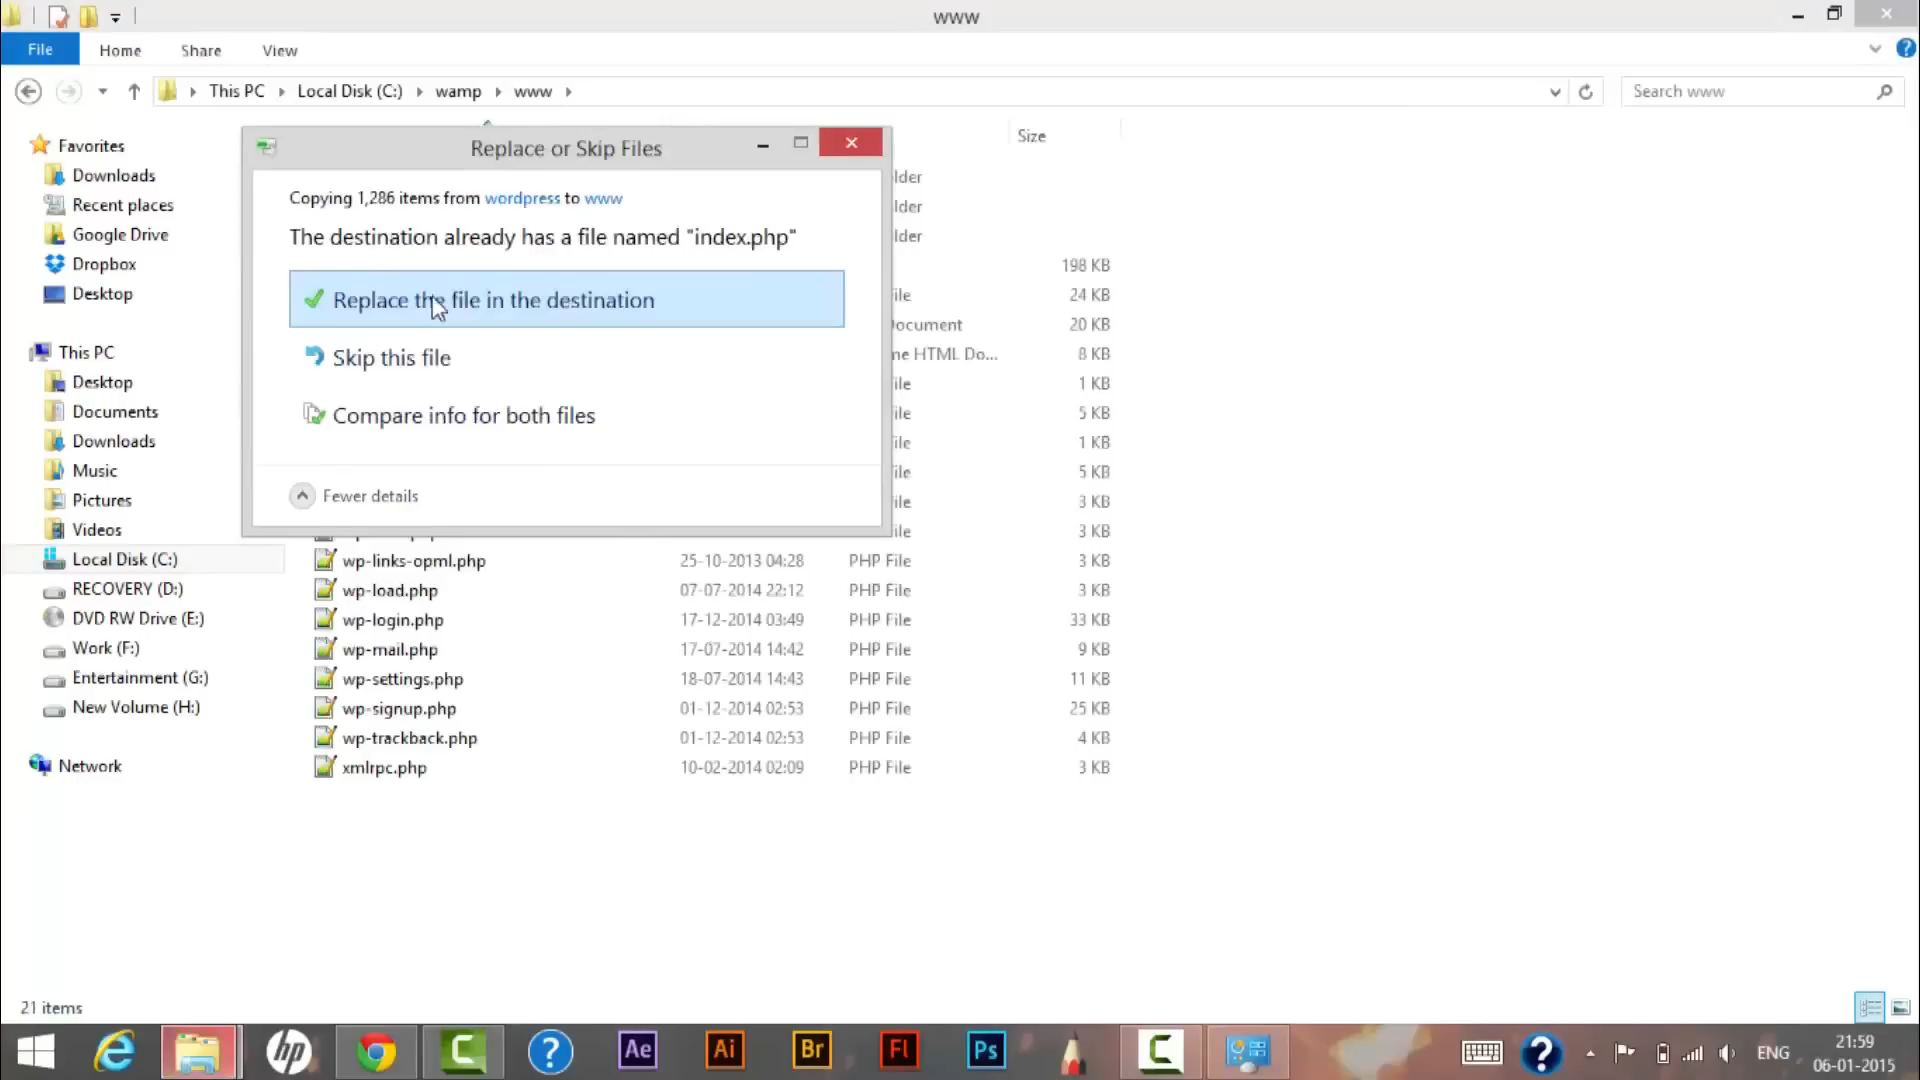 www
File
Home
Share
View
This PC
Local Disk (C:)
wamp
www
Search www
Favorites
Downloads
Recent places
Google Drive
Dropbox
Desktop
This PC
Desktop
Documents
Downloads
Music
Pictures
Videos
Local Disk (C:)
RECOVERY (D:)
DVD RW Drive (E:)
Work (F:)
Entertainment (G:)
New Volume (H:)
Network
Replace or Skip Files
Copying 1,286 items from wordpress to www
The destination already has a file named "index.php"
Replace the file in the destination
Skip this file
Compare info for both files
Fewer details
Size
lder
lder
lder
198 KB
ile 24 KB
ocument 20 KB
ne HTML Do... 8 KB
ile 1 KB
ile 5 KB
ile 1 KB
ile 5 KB
ile 3 KB
ile 3 KB
wp-links-opml.php 25-10-2013 04:28 PHP File 3 KB
wp-load.php 07-07-2014 22:12 PHP File 3 KB
wp-login.php 17-12-2014 03:49 PHP File 33 KB
wp-mail.php 17-07-2014 14:42 PHP File 9 KB
wp-settings.php 18-07-2014 14:43 PHP File 11 KB
wp-signup.php 01-12-2014 02:53 PHP File 25 KB
wp-trackback.php 01-12-2014 02:53 PHP File 4 KB
xmlrpc.php 10-02-2014 02:09 PHP File 3 KB
21 items
hp
Ae
Ai
Br
Fl
Ps
ENG
21:59
06-01-2015